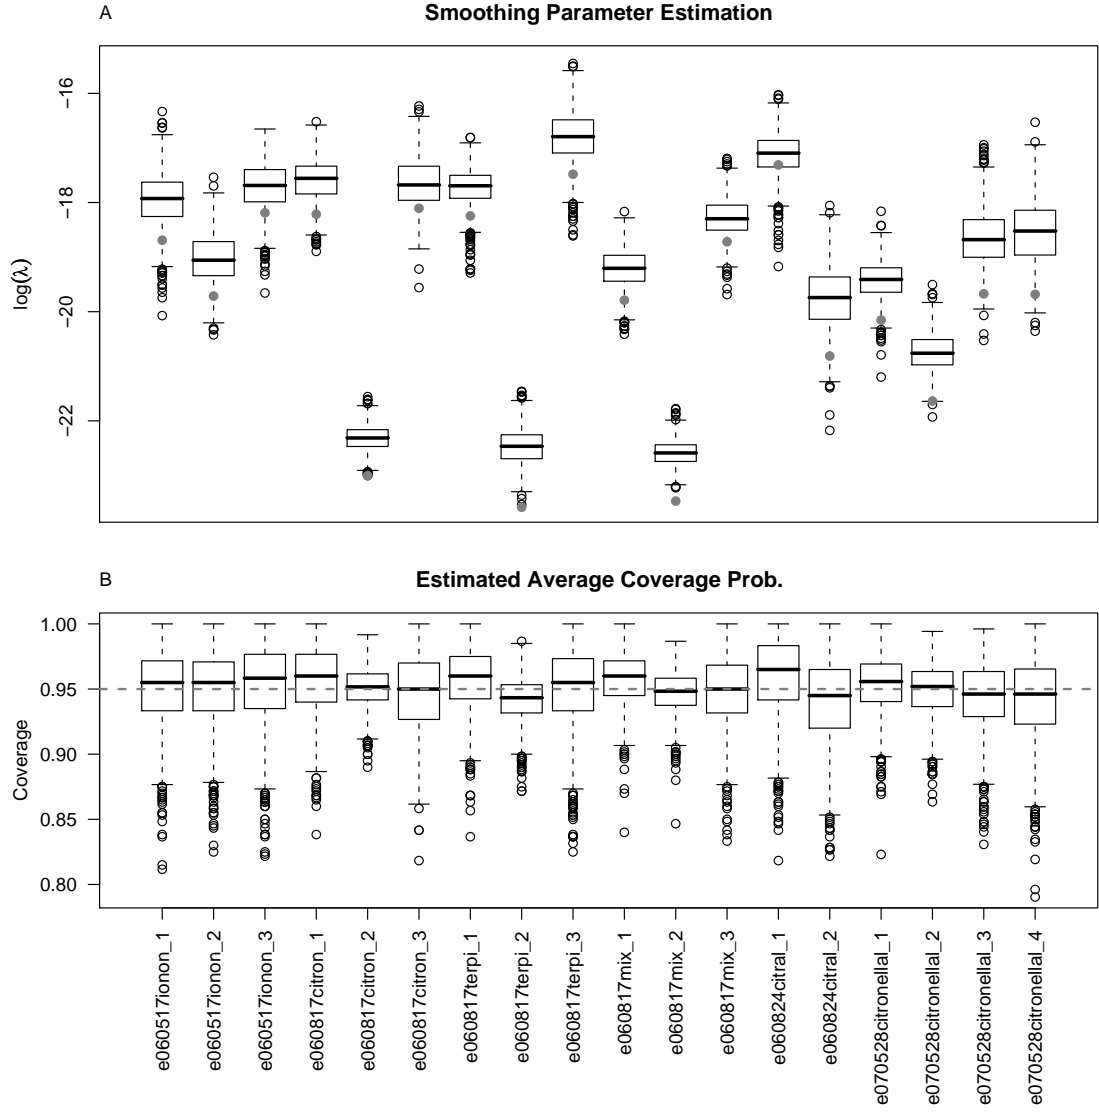 A
Smoothing Parameter Estimation
log(λ)
−16
−18
−20
−22
B
Estimated Average Coverage Prob.
Coverage
1.00
0.95
0.90
0.85
0.80
e060517ionon_1
e060517ionon_2
e060517ionon_3
e060817citron_1
e060817citron_2
e060817citron_3
e060817terpi_1
e060817terpi_2
e060817terpi_3
e060817mix_1
e060817mix_2
e060817mix_3
e060824citral_1
e060824citral_2
e070528citronellal_1
e070528citronellal_2
e070528citronellal_3
e070528citronellal_4